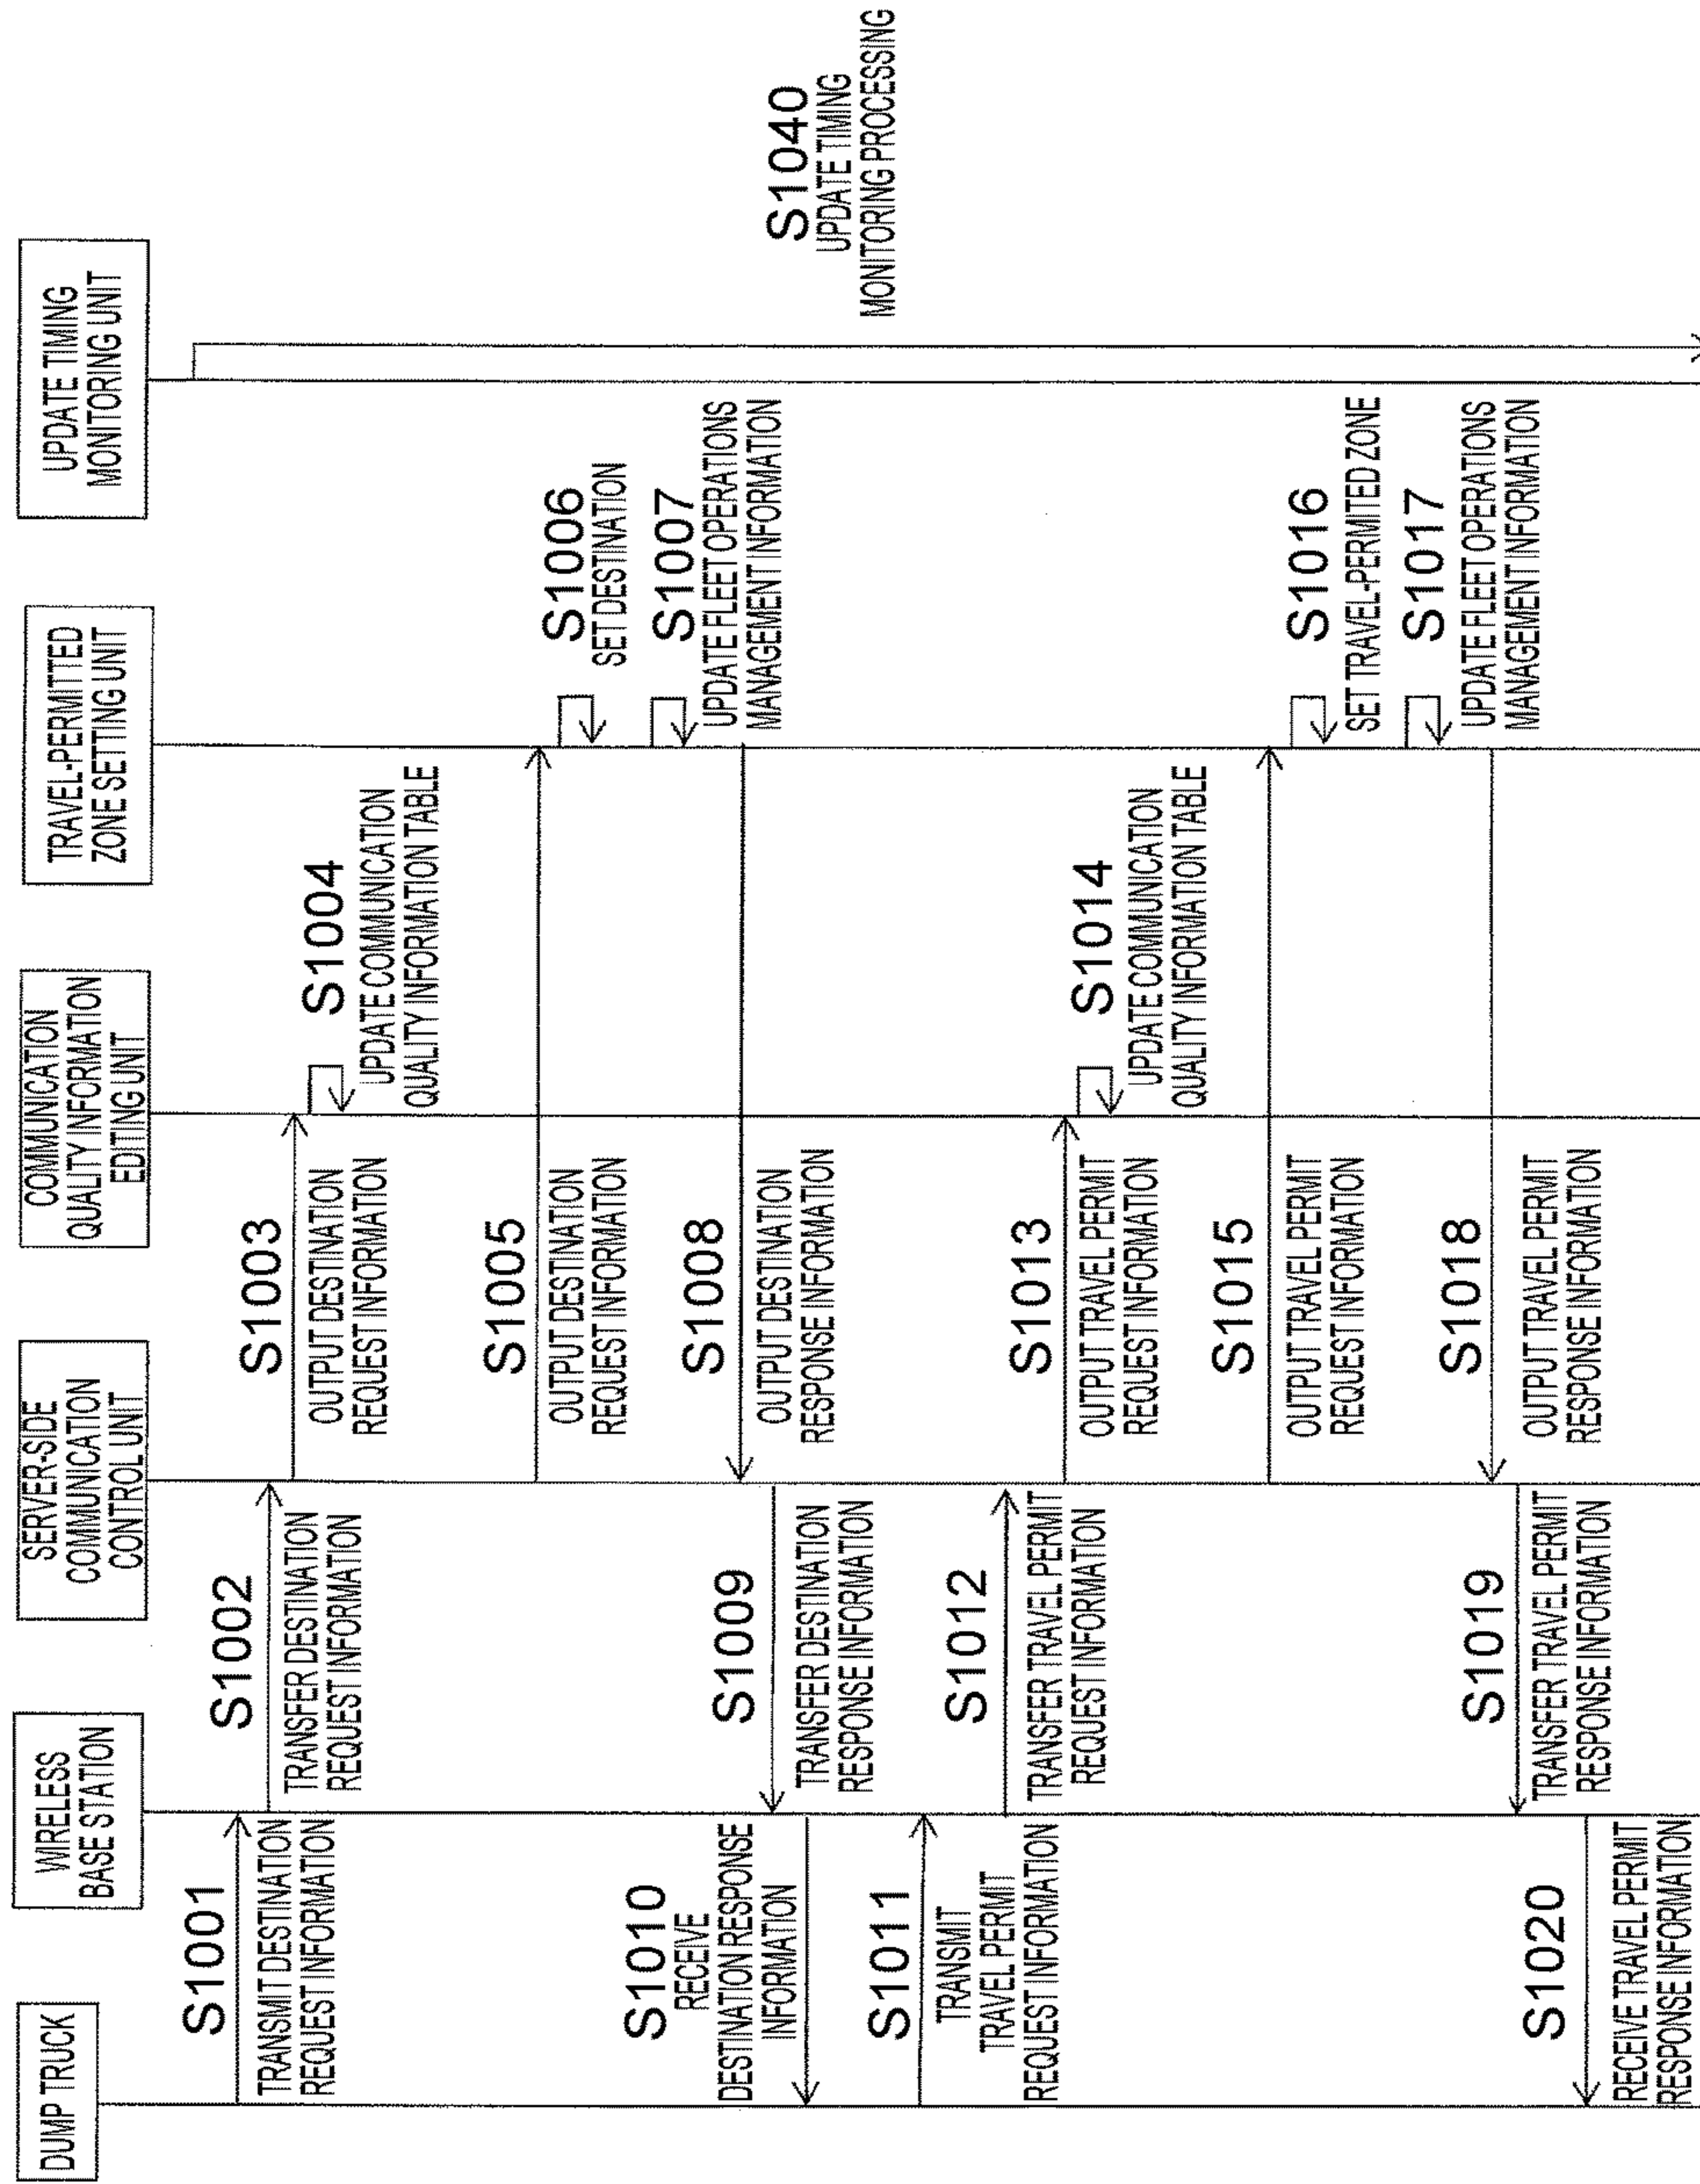 DUMP TRUCK
WIRELESS
BASE STATION
SERVER-SIDE
COMMUNICATION
CONTROL UNIT
COMMUNICATION
QUALITY INFORMATION
EDITING UNIT
TRAVEL-PERMITTED
ZONE SETTING UNIT
UPDATE TIMING
MONITORING UNIT
S1001
TRANSMIT DESTINATION
REQUEST INFORMATION
S1002
TRANSFER DESTINATION
REQUEST INFORMATION
S1003
OUTPUT DESTINATION
REQUEST INFORMATION
S1004
UPDATE COMMUNICATION
QUALITY INFORMATION TABLE
S1005
OUTPUT DESTINATION
REQUEST INFORMATION
S1006
SET DESTINATION
S1007
UPDATE FLEET OPERATIONS
MANAGEMENT INFORMATION
S1008
OUTPUT DESTINATION
RESPONSE INFORMATION
S1009
TRANSFER DESTINATION
RESPONSE INFORMATION
S1010
RECEIVE
DESTINATION RESPONSE
INFORMATION
S1011
TRANSMIT
TRAVEL PERMIT
REQUEST INFORMATION
S1012
TRANSFER TRAVEL PERMIT
REQUEST INFORMATION
S1013
OUTPUT TRAVEL PERMIT
REQUEST INFORMATION
S1014
UPDATE COMMUNICATION
QUALITY INFORMATION TABLE
S1015
OUTPUT TRAVEL PERMIT
REQUEST INFORMATION
S1016
SET TRAVEL-PERMITED ZONE
S1017
UPDATE FLEET OPERATIONS
MANAGEMENT INFORMATION
S1018
OUTPUT TRAVEL PERMIT
RESPONSE INFORMATION
S1019
TRANSFER TRAVEL PERMIT
RESPONSE INFORMATION
S1020
RECEIVE TRAVEL PERMIT
RESPONSE INFORMATION
S1040
UPDATE TIMING
MONITORING PROCESSING